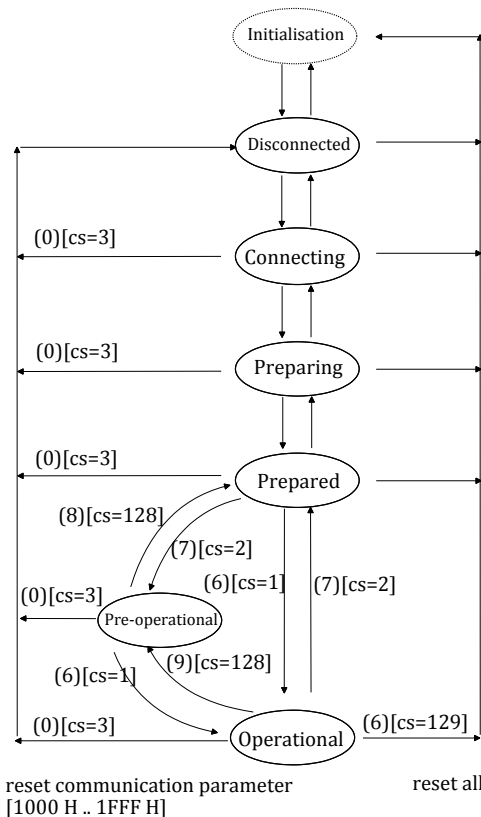 Initialisation
Disconnected
(0)[cs=3]
Connecting
(0)[cs=3]
Preparing
(0)[cs=3]
Prepared
(8)[cs=128]
(7)[cs=2]
(6)[cs=1]
(7)[cs=2]
(0)[cs=3]
Pre-operational
(9)[cs=128]
(6)[cs=1]
(0)[cs=3]
Operational
(6)[cs=129]
reset communication parameter
[1000 H .. 1FFF H]
reset all